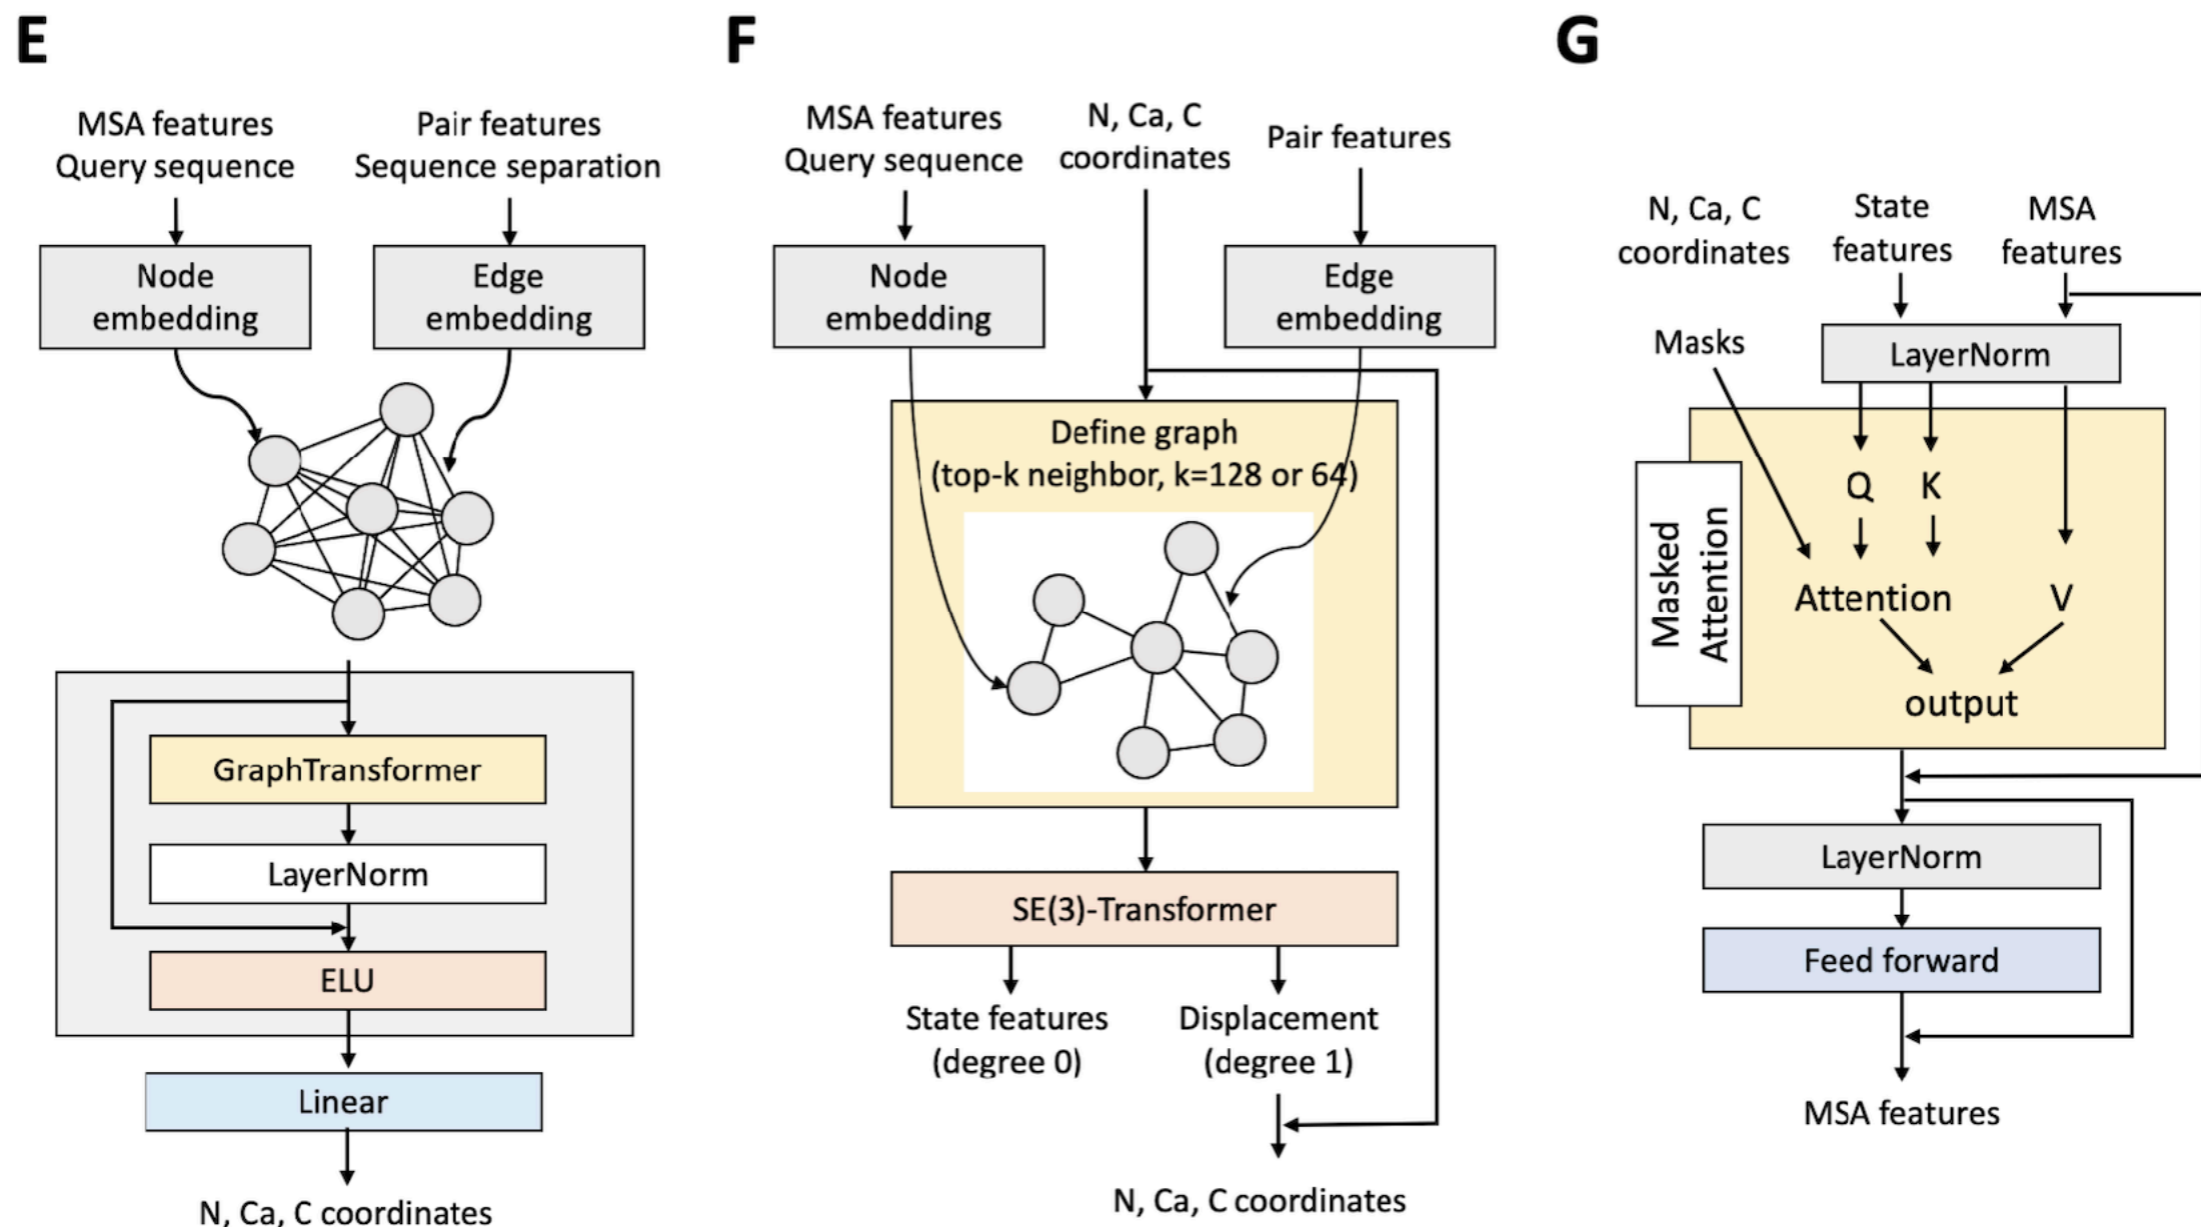 E
MSA features
Query sequence
Pair features
Sequence separation
Node
embedding
Edge
embedding
GraphTransformer
LayerNorm
ELU
Linear
N, Ca, C coordinates
F
MSA features
Query sequence
N, Ca, C
coordinates
Pair features
Node
embedding
Edge
embedding
Define graph
(top-k neighbor, k=128 or 64)
SE(3)-Transformer
State features
(degree 0)
Displacement
(degree 1)
N, Ca, C coordinates
G
N, Ca, C
coordinates
State
features
MSA
features
Masks
LayerNorm
Masked
Attention
Q
K
Attention
V
output
LayerNorm
Feed forward
MSA features